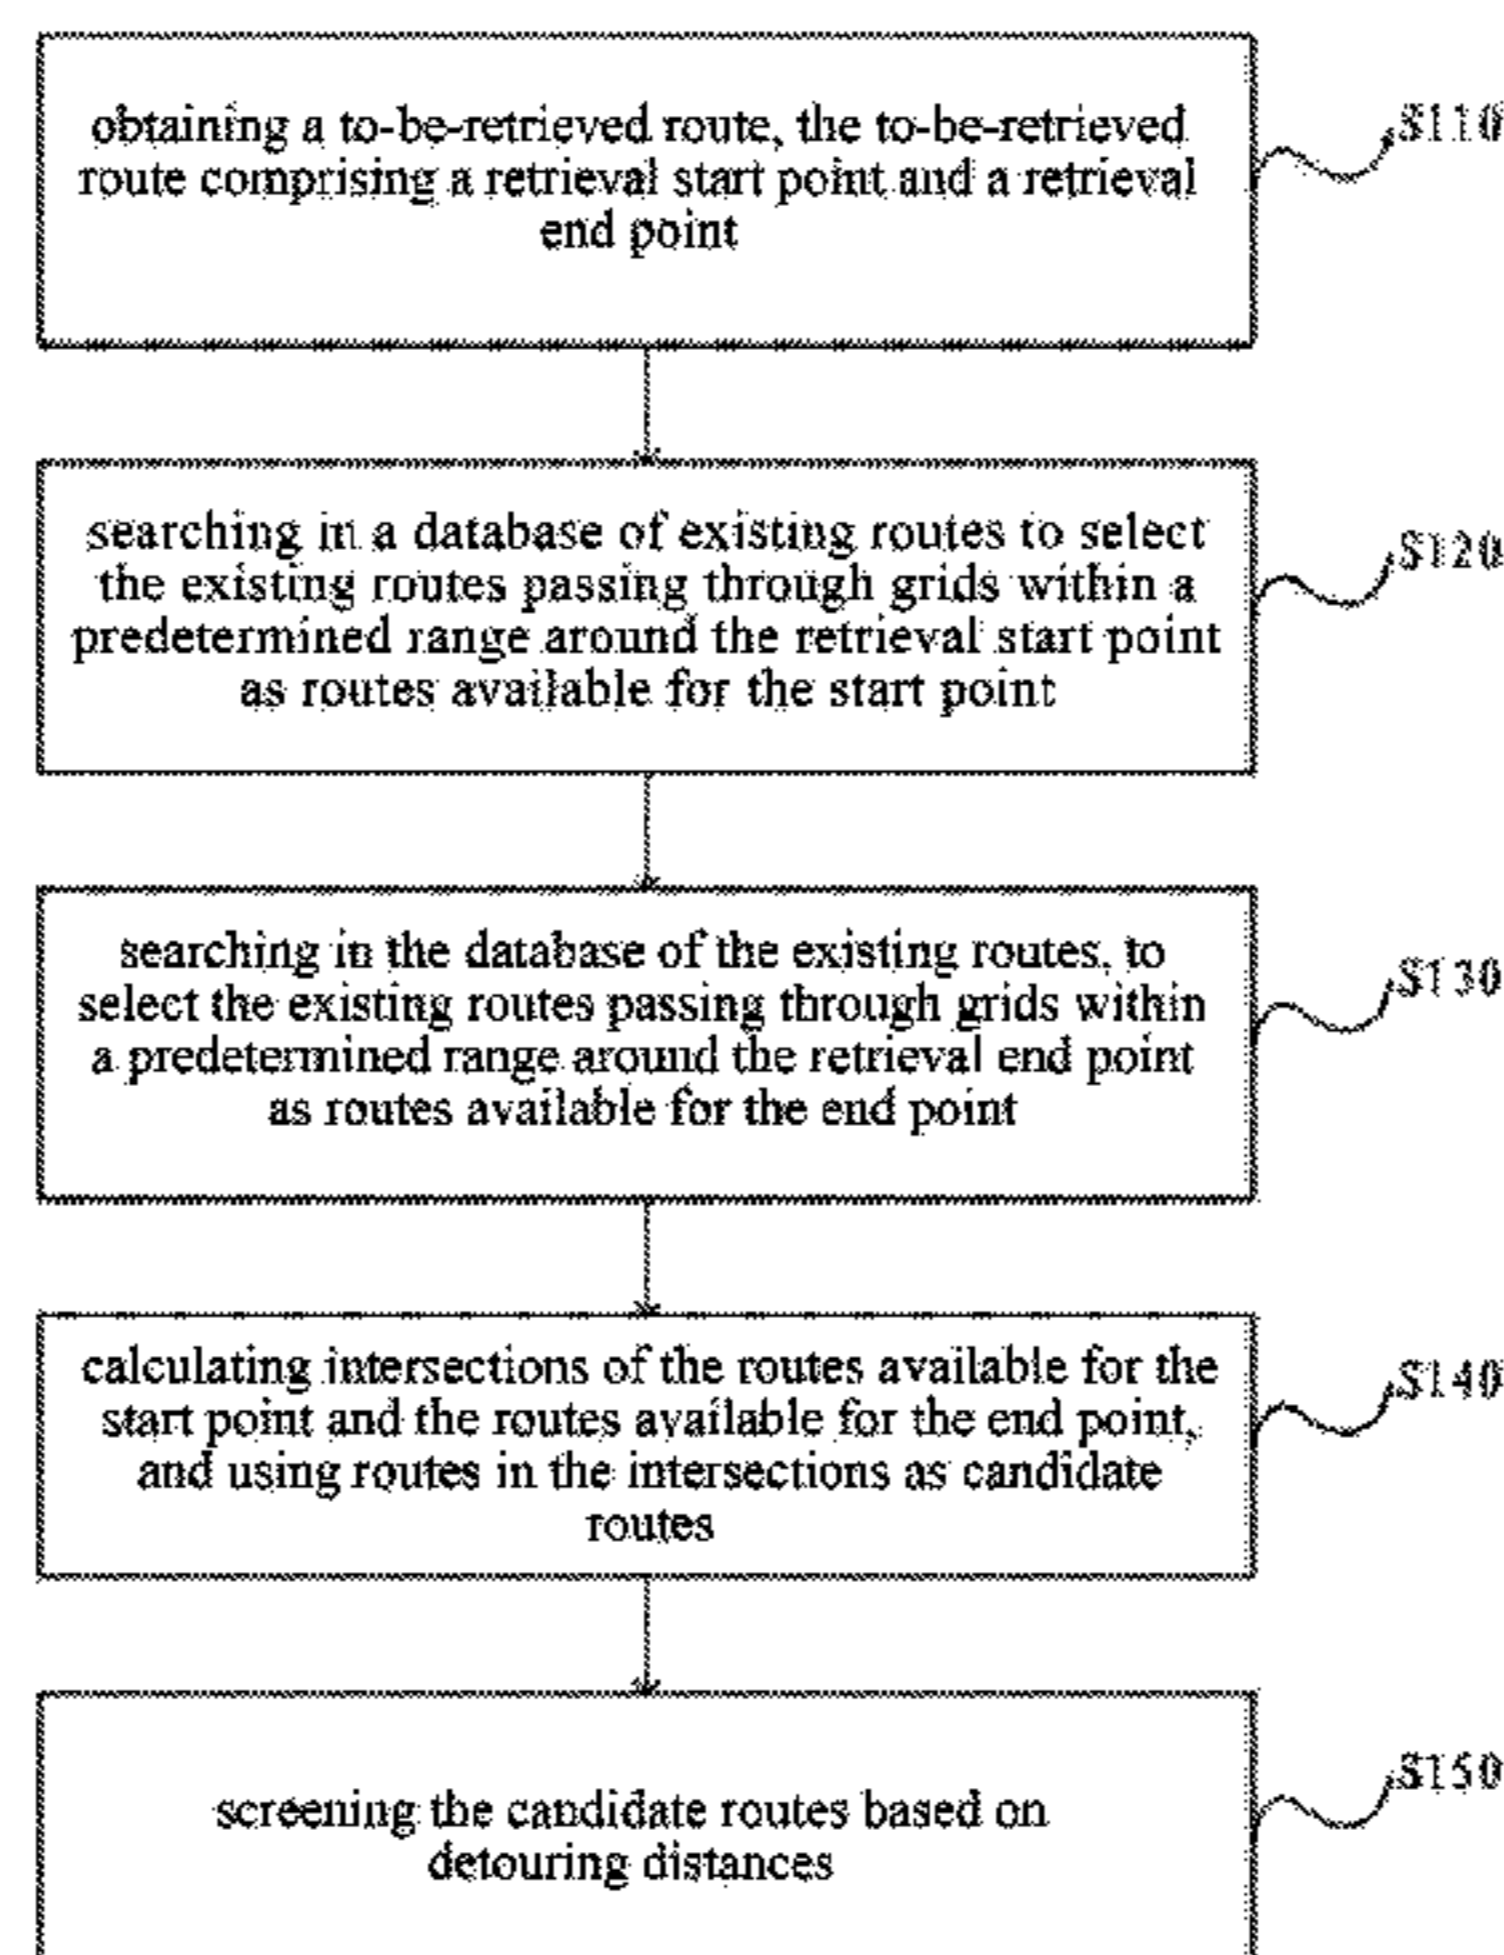 obtaining a to-be-retrieved
route, the to-be-retrieved
route comprising a retrieval start point and a retrieval
end point
S110
searching in a database of existing routes to select
the existing routes passing through grids within a
predetermined range around the retrieval start point
as routes available for the start point
S120
searching in the database of the existing routes, to
select the existing routes passing through grids within
a predetermined range around the retrieval end point
as routes available for the end point
S130
calculating intersections of the routes available for the
start point and the routes available for the end point,
and using routes in the intersections as candidate
routes
S140
screening the candidate routes based on
detouring distances
S150